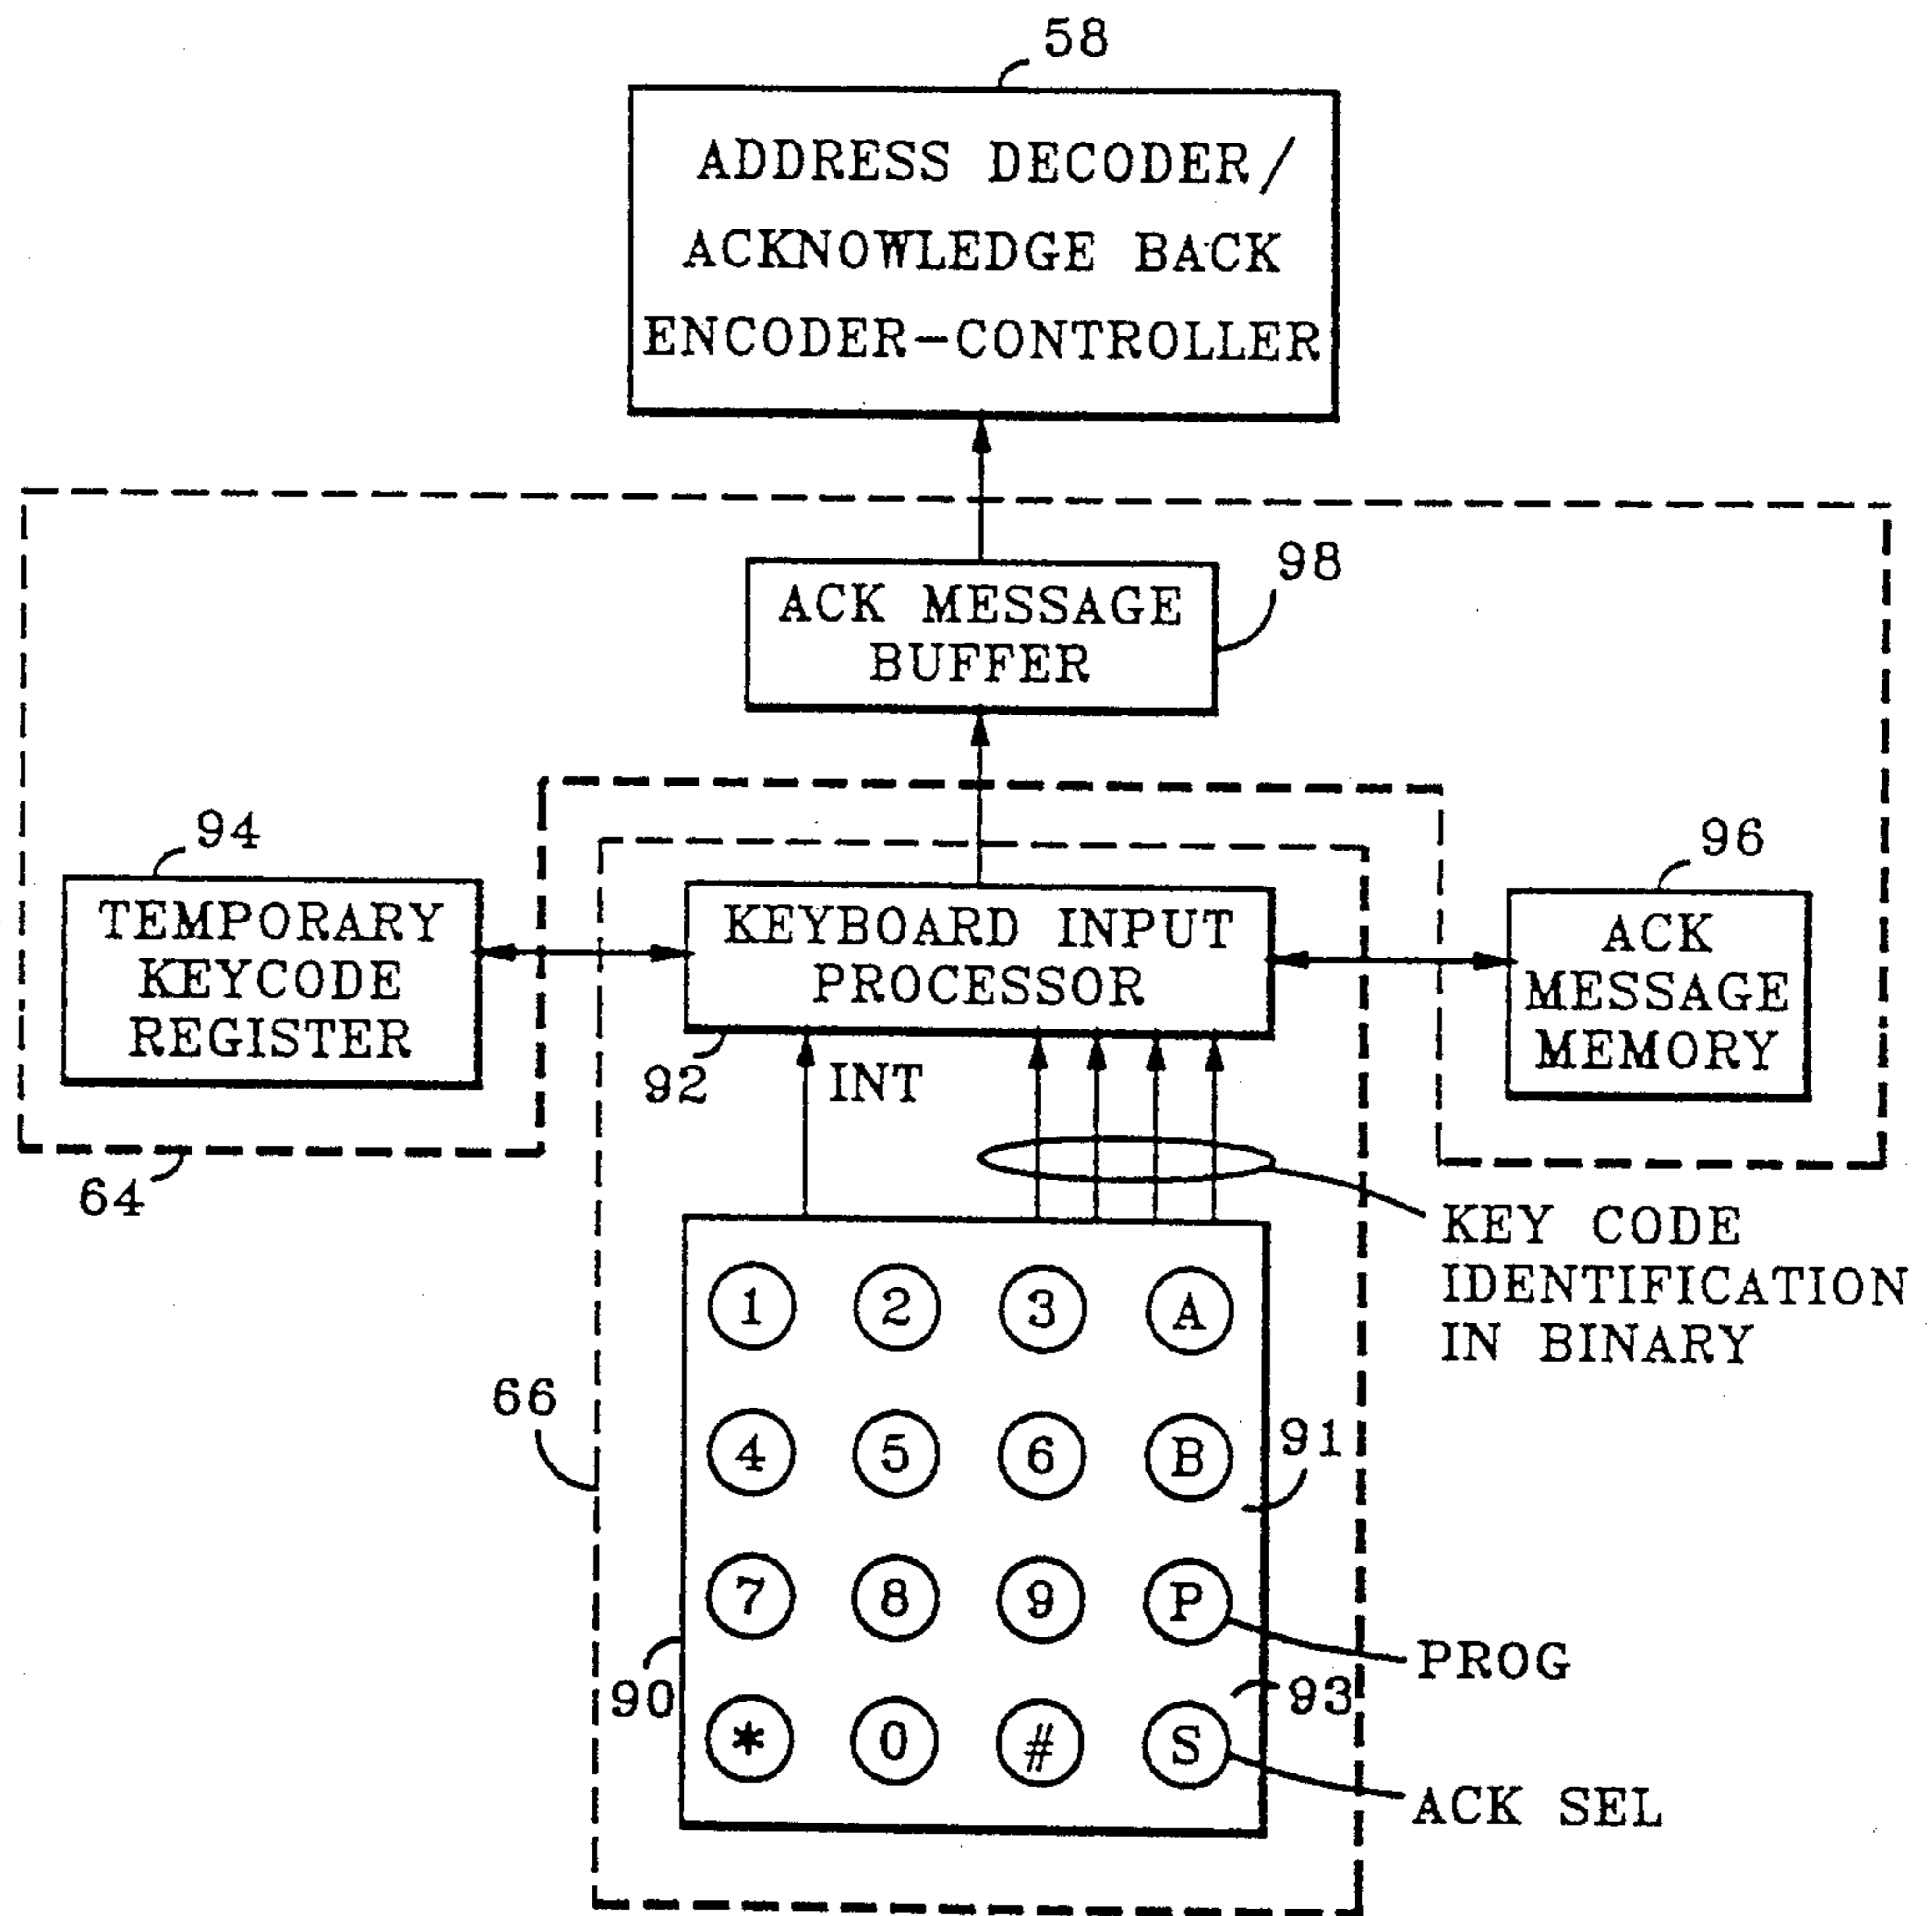 58
ADDRESS DECODER/
ACKNOWLEDGE BACK
ENCODER-CONTROLLER
98
ACK MESSAGE
BUFFER
94
96
TEMPORARY
KEYCODE
REGISTER
KEYBOARD INPUT
PROCESSOR
ACK
MESSAGE
MEMORY
92
INT
64
KEY CODE
IDENTIFICATION
IN BINARY
1 2 3 A
66
91
4 5 6 B
7 8 9 P
PROG
90
93
* 0 # S
ACK SEL